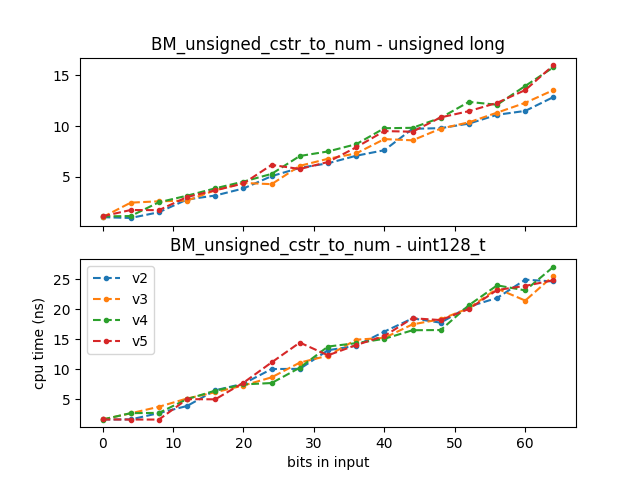 BM_unsigned_cstr_to_num - unsigned long
15
10
5
BM_unsigned_cstr_to_num - uint128_t
v2
v3
v4
v5
25
20
15
10
5
cpu time (ns)
0 10 20 30 40 50 60
bits in input